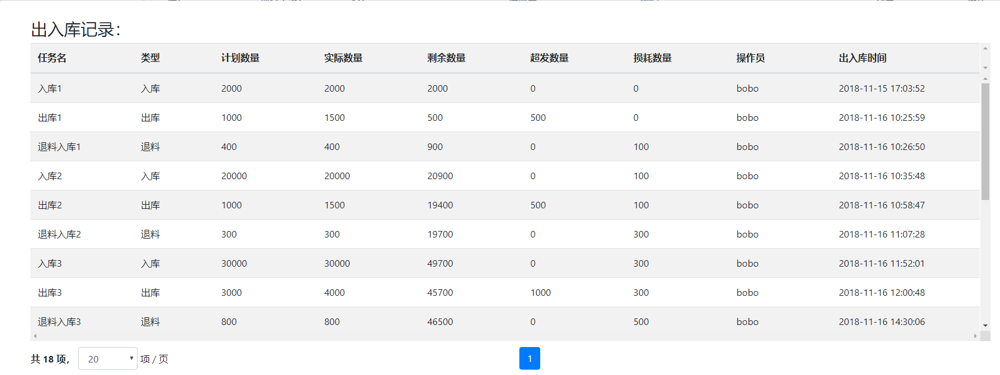 出入库记录：
任务名 类型 计划数量 实际数量 剩余数量 超发数量 损耗数量 操作员 出入库时间
入库1 入库 2000 2000 2000 0 0 bobo 2018-11-15 17:03:52
出库1 出库 1000 1500 500 500 0 bobo 2018-11-16 10:25:59
退料入库1 退料 400 400 900 0 100 bobo 2018-11-16 10:26:50
入库2 入库 20000 20000 20900 0 100 bobo 2018-11-16 10:35:48
出库2 出库 1000 1500 19400 500 100 bobo 2018-11-16 10:58:47
退料入库2 退料 300 300 19700 0 300 bobo 2018-11-16 11:07:28
入库3 入库 30000 30000 49700 0 300 bobo 2018-11-16 11:52:01
出库3 出库 3000 4000 45700 1000 300 bobo 2018-11-16 12:00:48
退料入库3 退料 800 800 46500 0 500 bobo 2018-11-16 14:30:06
共 18 项， 20 项 / 页 1